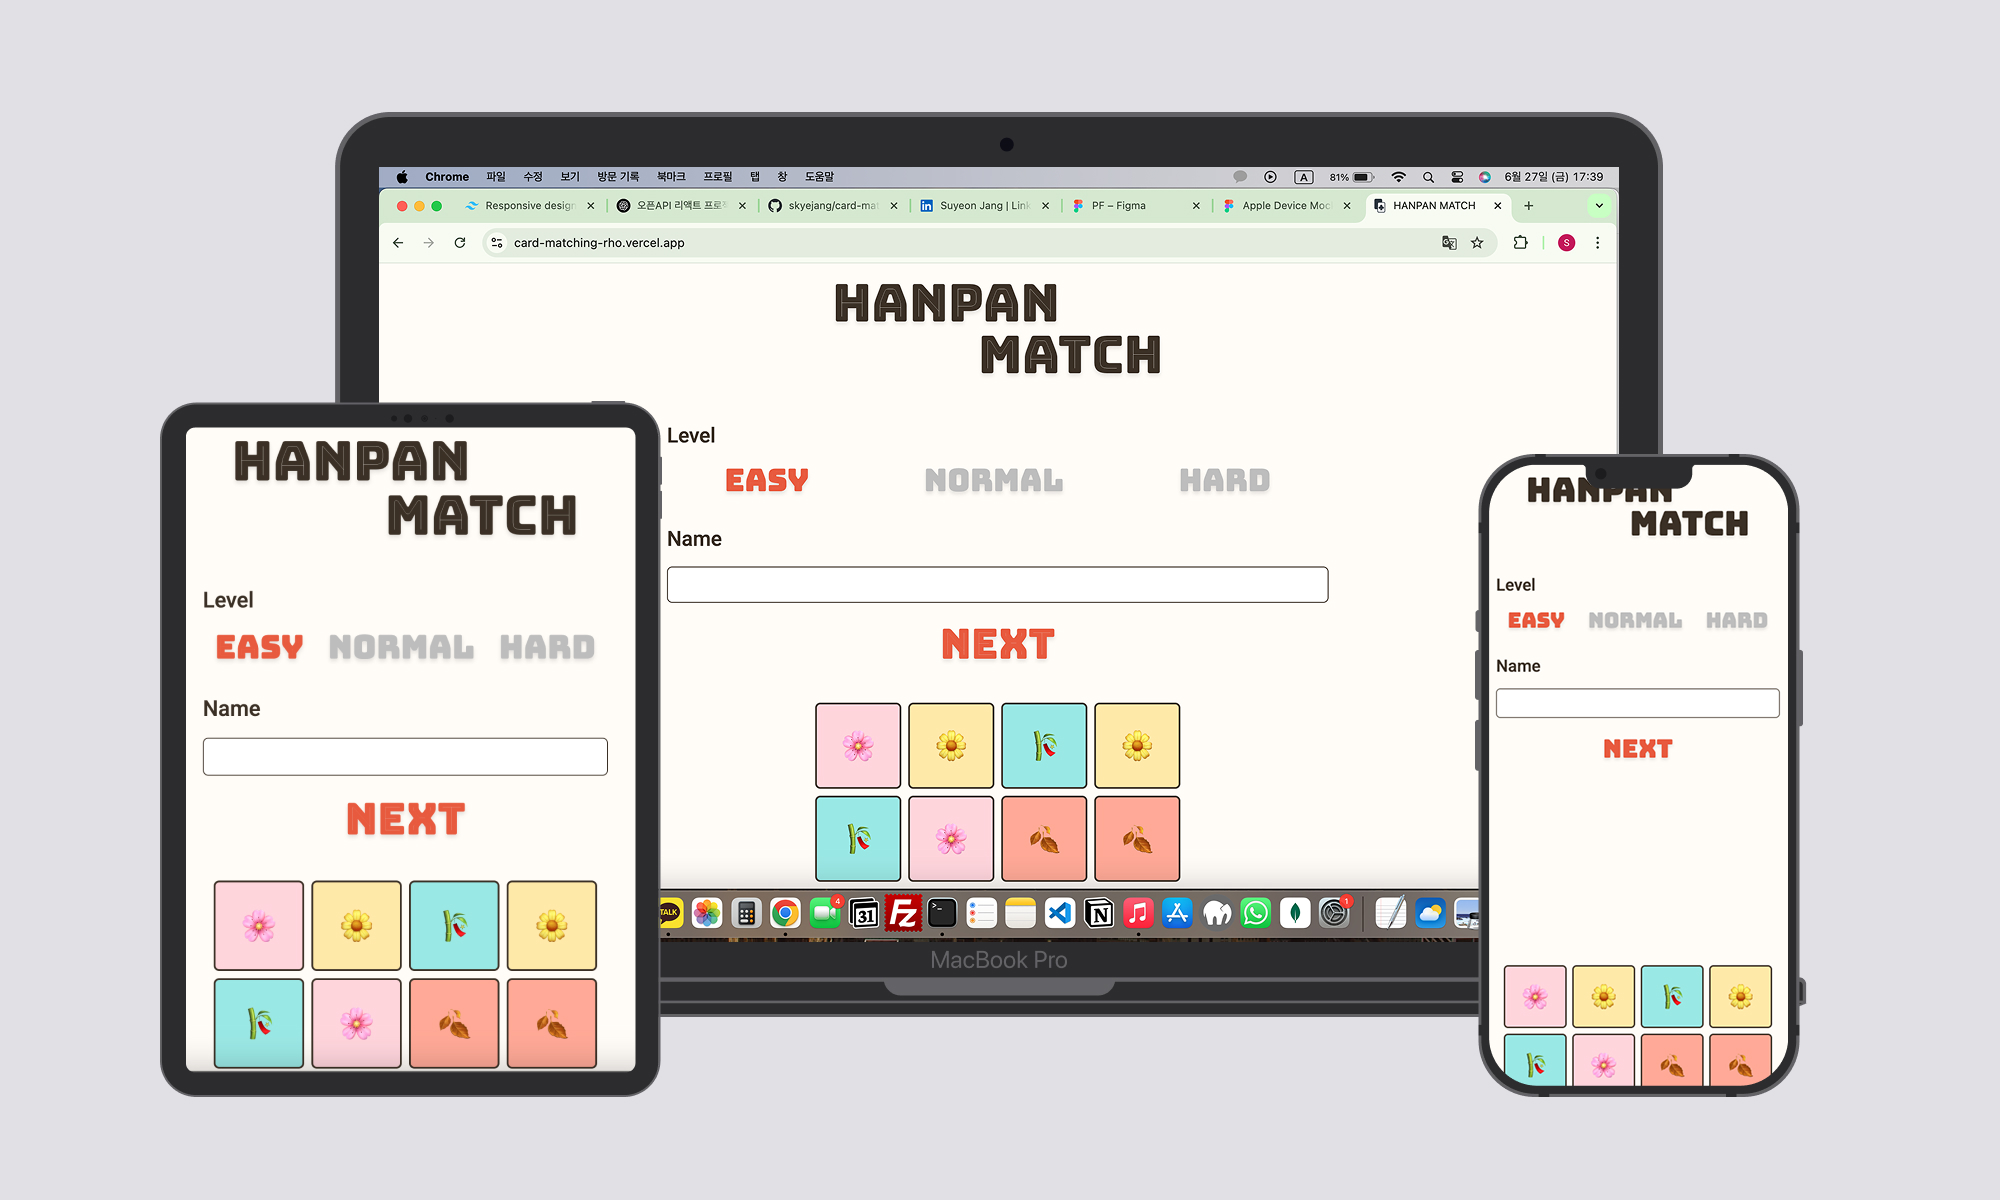 Chrome 파일 수정 보기 방문 기록 북마크 프로필 탭 창 도움말 A 81% 6월 27일 (금) 17:39
Responsive design
오픈API 리액트 프로젝
skyejang/card-mat
Suyeon Jang | Link
PF – Figma
Apple Device Moc
HANPAN MATCH
card-matching-rho.vercel.app
S
HANPAN
MATCH
Level
EASY NORMAL HARD
Name
NEXT
TALK
4
31
FZ
N
1
MacBook Pro
HANPAN
MATCH
Level
EASY NORMAL HARD
Name
NEXT
HANPAN
MATCH
Level
EASY NORMAL HARD
Name
NEXT